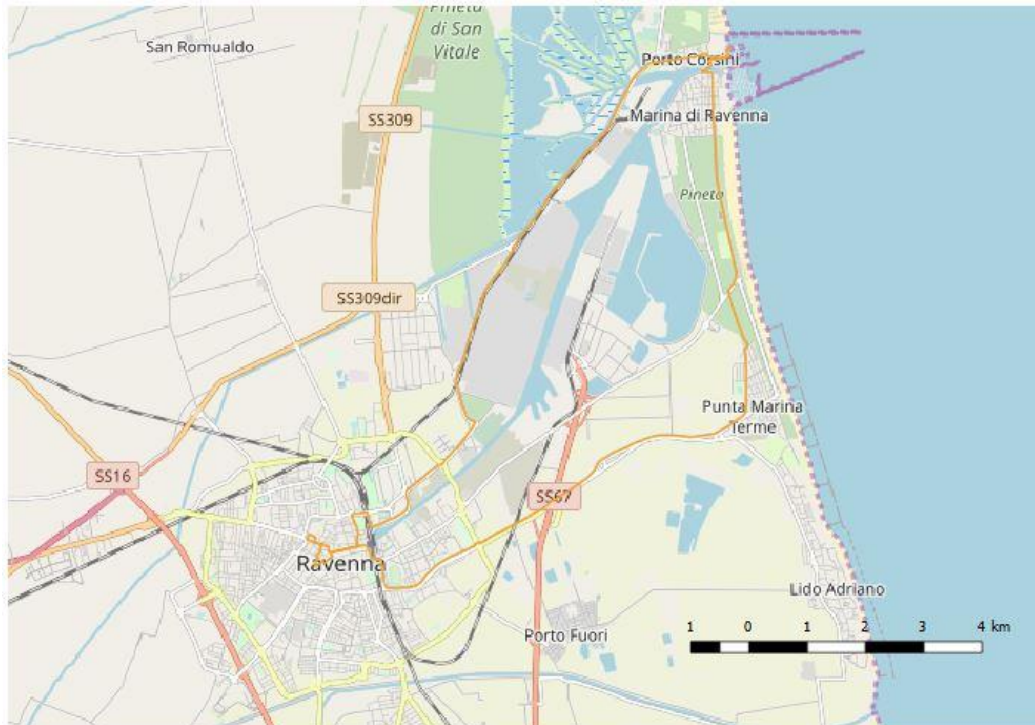 Pineta
di San
Vitale
San Romualdo
Porto Corsini
SS309
Marina di Ravenna
Pineta
SS309dir
Punta Marina
Terme
SS16
SS67
Ravenna
Lido Adriano
Porto Fuori
1 0 1 2 3 4 km